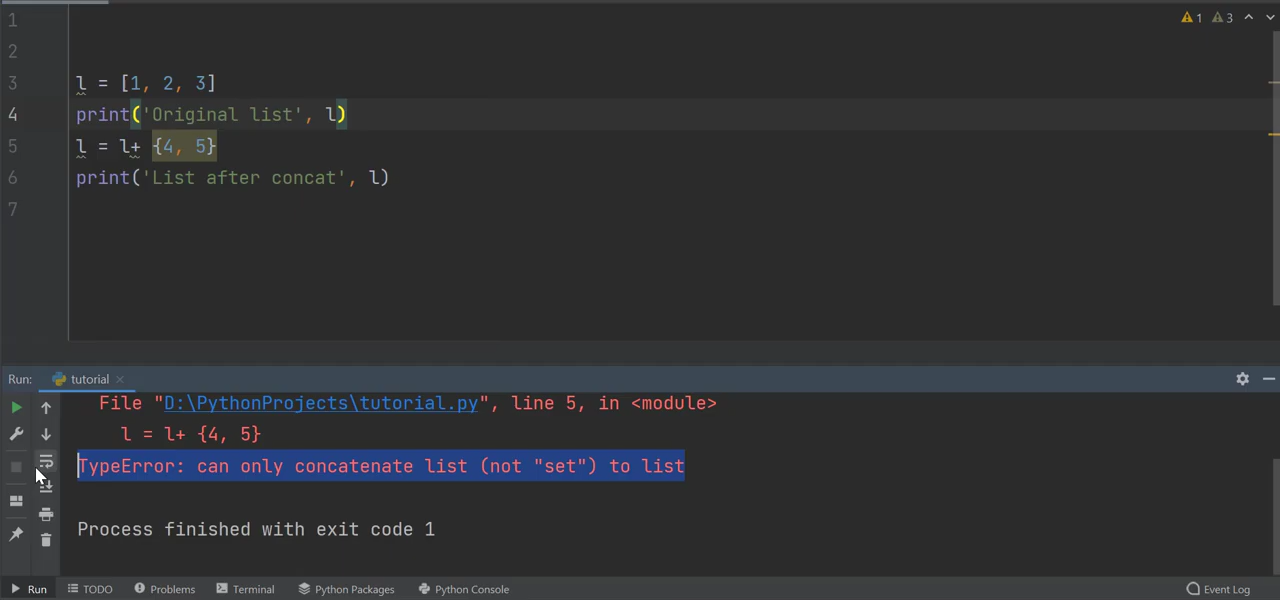 1
2
3 l = [1, 2, 3]
4 print('Original list', l)
5 l = l+ {4, 5}
6 print('List after concat', l)
7
1 3
Run: tutorial
File "D:\PythonProjects\tutorial.py", line 5, in <module>
l = l+ {4, 5}
TypeError: can only concatenate list (not "set") to list
Process finished with exit code 1
Run TODO Problems Terminal Python Packages Python Console Event Log